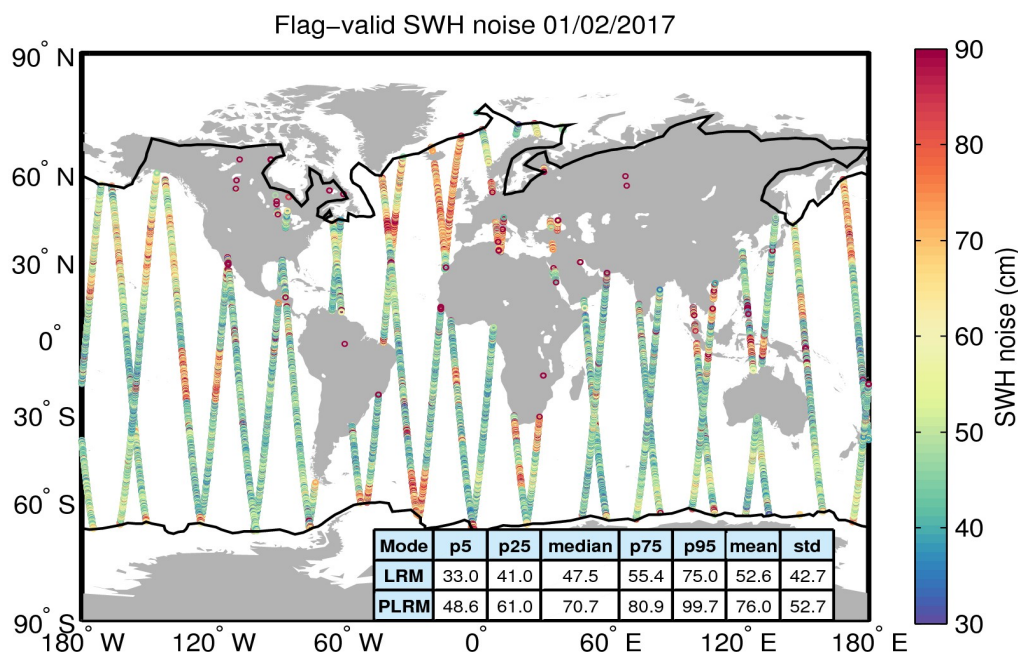 Flag−valid SWH noise 01/02/2017
90° N
60° N
30° N
0°
30° S
60° S
90° S
180° W
120° W
60° W
0°
60° E
120° E
180° E
Mode p5 p25 median p75 p95 mean std
LRM 33.0 41.0 47.5 55.4 75.0 52.6 42.7
PLRM 48.6 61.0 70.7 80.9 99.7 76.0 52.7
90
80
70
60
50
40
30
SWH noise (cm)